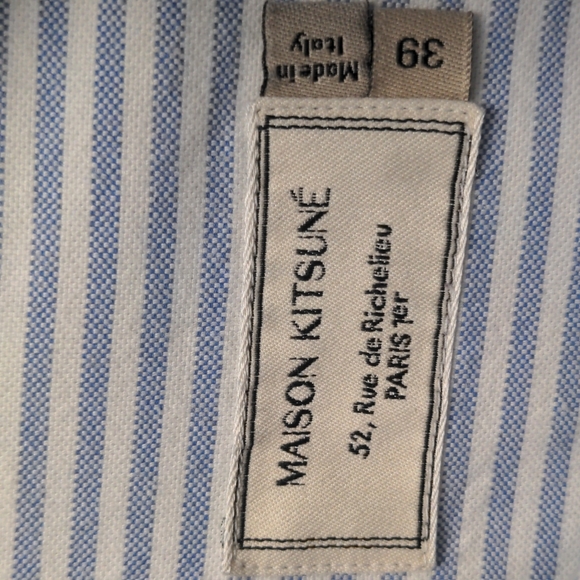 MAISON KITSUNÉ
52, Rue de Richelieu
PARIS 1er
Made in
Italy
39